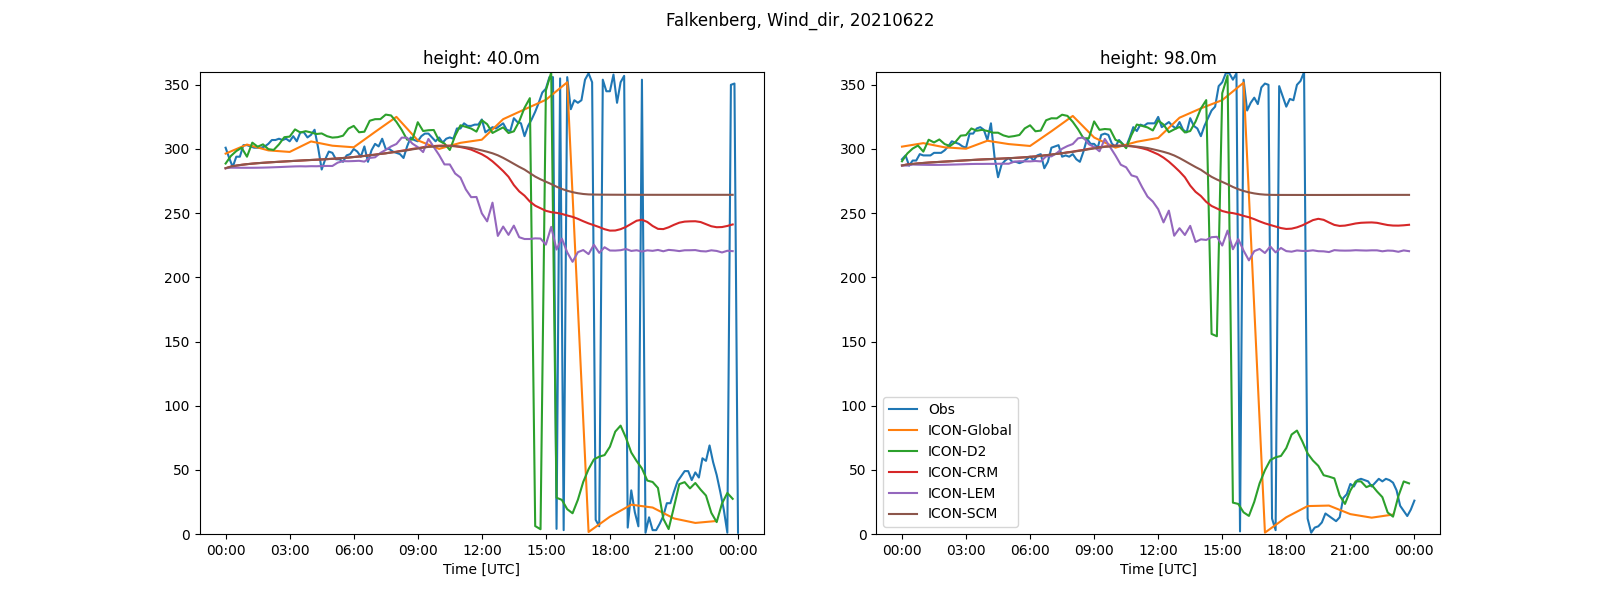 Falkenberg, Wind_dir, 20210622
height: 40.0m
350
300
250
200
150
100
50
0
00:00 03:00 06:00 09:00 12:00 15:00 18:00 21:00 00:00
Time [UTC]
height: 98.0m
350
300
250
200
150
100
50
0
Obs
ICON-Global
ICON-D2
ICON-CRM
ICON-LEM
ICON-SCM
00:00 03:00 06:00 09:00 12:00 15:00 18:00 21:00 00:00
Time [UTC]